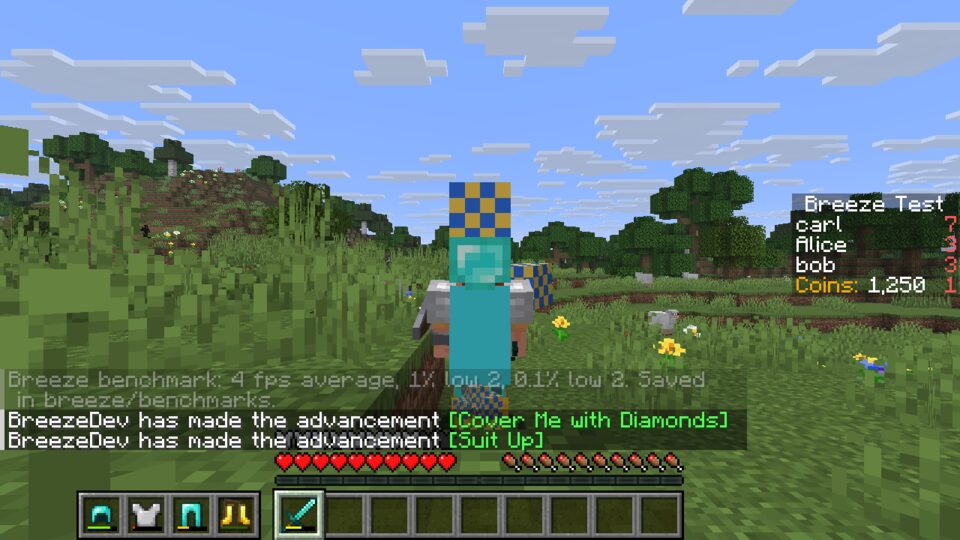 Breeze Test
carl 7
Alice 3
bob 3
Coins: 1,250 1
Breeze benchmark: 4 fps average, 1% low 2, 0.1% low 2. Saved
in breeze/benchmarks.
BreezeDev has made the advancement [Cover Me with Diamonds]
BreezeDev has made the advancement [Suit Up]